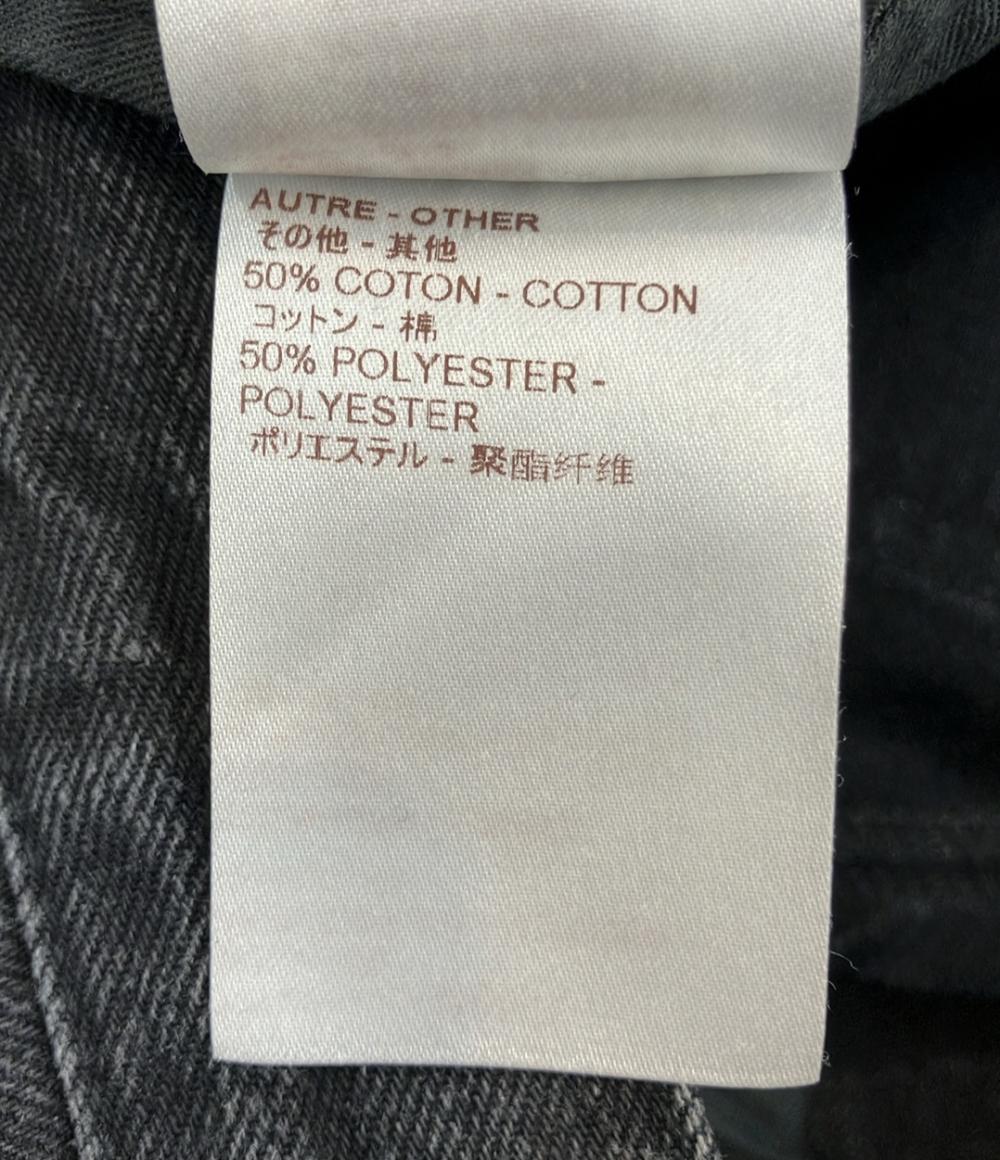 AUTRE - OTHER
その他 - 其他
50% COTON - COTTON
コットン - 棉
50% POLYESTER -
POLYESTER
ポリエステル - 聚酯纤维